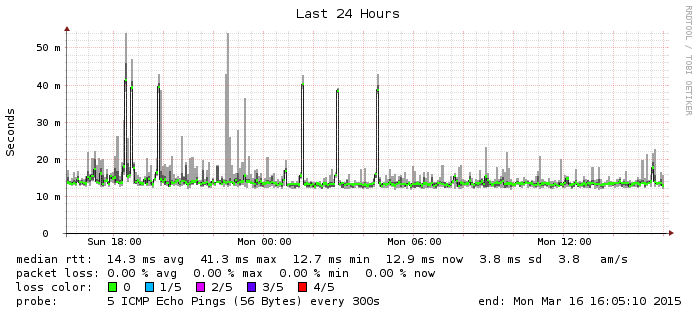 Last 24 Hours
RRDTOOL / TOBI OETIKER
Seconds
50 m
40 m
30 m
20 m
10 m
0
Sun 18:00 Mon 00:00 Mon 06:00 Mon 12:00
median rtt: 14.3 ms avg 41.3 ms max 12.7 ms min 12.9 ms now 3.8 ms sd 3.8 am/s
packet loss: 0.00 % avg 0.00 % max 0.00 % min 0.00 % now
loss color: 0 1/5 2/5 3/5 4/5
probe: 5 ICMP Echo Pings (56 Bytes) every 300s end: Mon Mar 16 16:05:10 2015